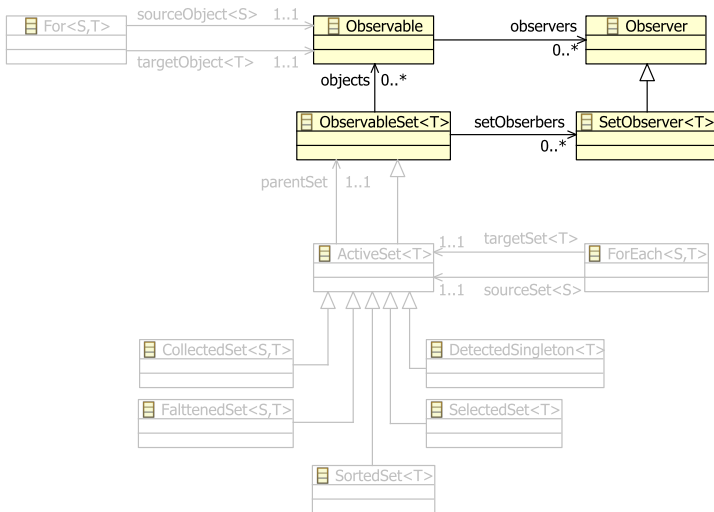 sourceObject<S> 1..1
For<S,T>
Observable
observers
Observer
0..*
targetObject<T> 1..1
objects 0..*
ObservableSet<T>
setObserbers
SetObserver<T>
0..*
parentSet 1..1
1..1 targetSet<T>
ActiveSet<T>
ForEach<S,T>
1..1 sourceSet<S>
CollectedSet<S,T>
DetectedSingleton<T>
FalttenedSet<S,T>
SelectedSet<T>
SortedSet<T>